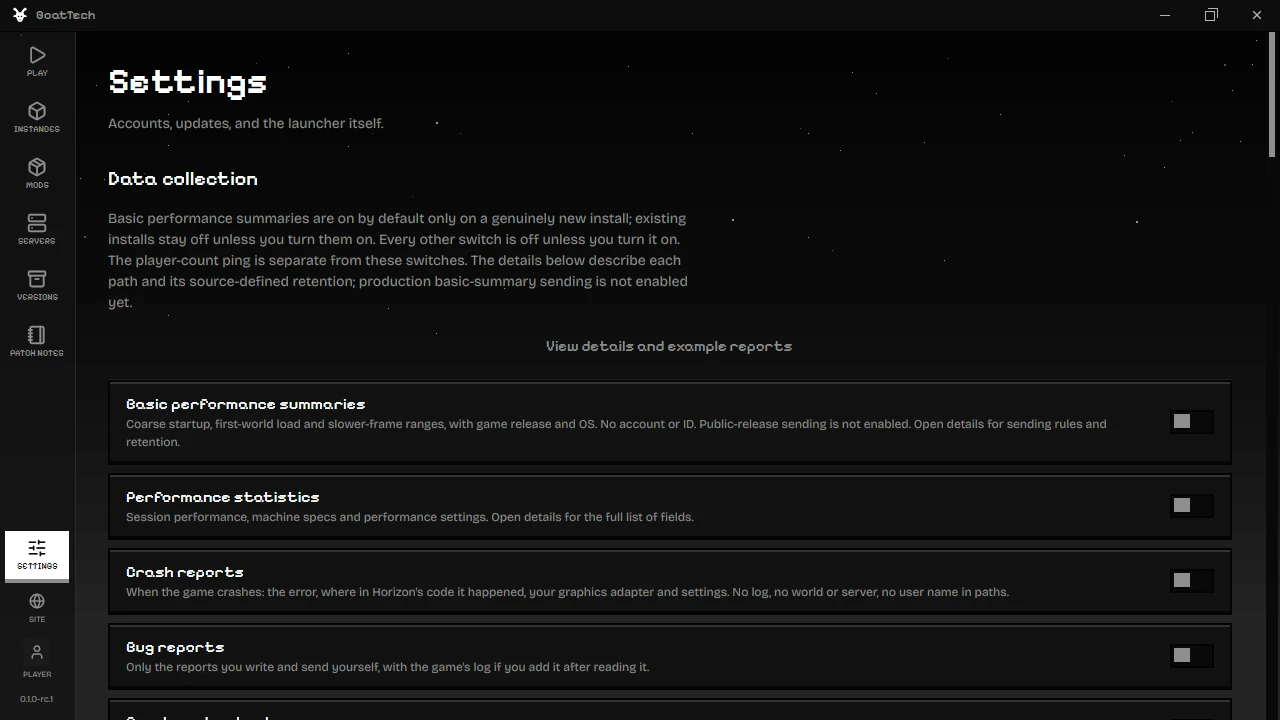 GoatTech
PLAY
INSTANCES
MODS
SERVERS
VERSIONS
PATCH NOTES
SETTINGS
SITE
PLAYER
0.1.0-rc.1
Settings
Accounts, updates, and the launcher itself.
Data collection
Basic performance summaries are on by default only on a genuinely new install; existing
installs stay off unless you turn them on. Every other switch is off unless you turn it on.
The player-count ping is separate from these switches. The details below describe each
path and its source-defined retention; production basic-summary sending is not enabled
yet.
View details and example reports
Basic performance summaries
Coarse startup, first-world load and slower-frame ranges, with game release and OS. No account or ID. Public-release sending is not enabled. Open details for sending rules and
retention.
Performance statistics
Session performance, machine specs and performance settings. Open details for the full list of fields.
Crash reports
When the game crashes: the error, where in Horizon's code it happened, your graphics adapter and settings. No log, no world or server, no user name in paths.
Bug reports
Only the reports you write and send yourself, with the game's log if you add it after reading it.